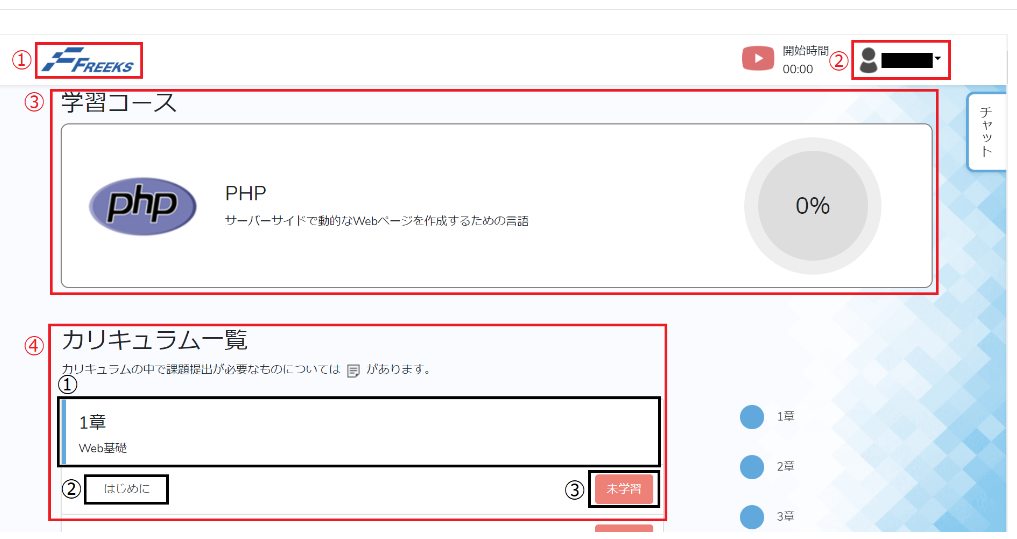 ①
FREEKS
開始時間
00:00
②
③
学習コース
php
PHP
サーバーサイドで動的なWebページを作成するための言語
0%
チャット
④
カリキュラム一覧
カリキュラムの中で課題提出が必要なものについては があります。
①
1章
Web基礎
②
はじめに
③
未学習
1章
2章
3章